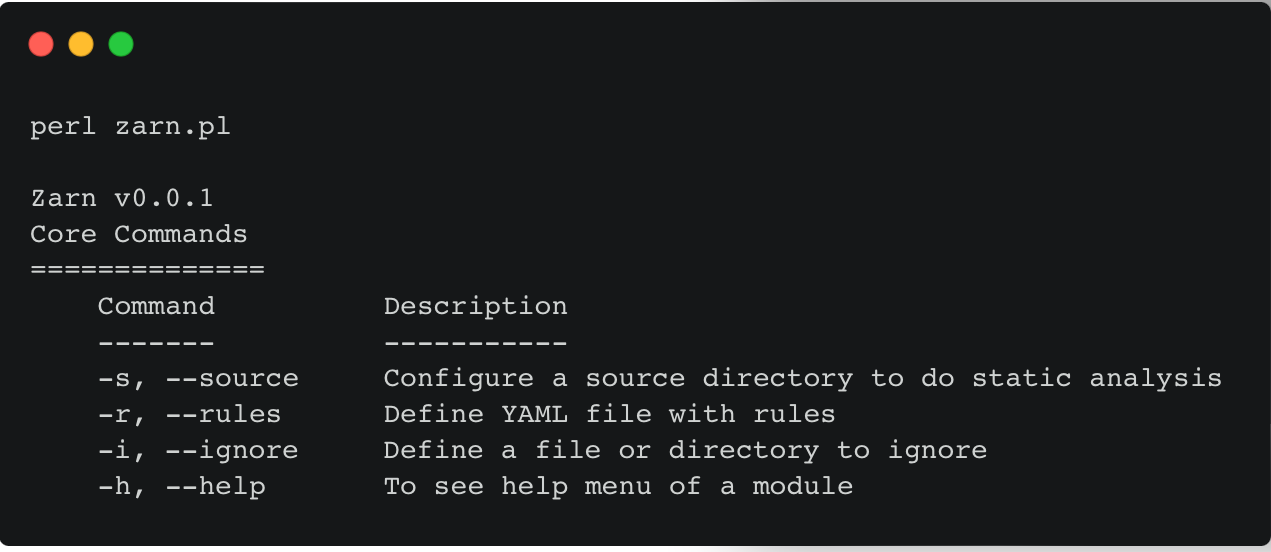 perl zarn.pl
Zarn v0.0.1
Core Commands
==============
Command Description
------- -----------
-s, --source Configure a source directory to do static analysis
-r, --rules Define YAML file with rules
-i, --ignore Define a file or directory to ignore
-h, --help To see help menu of a module